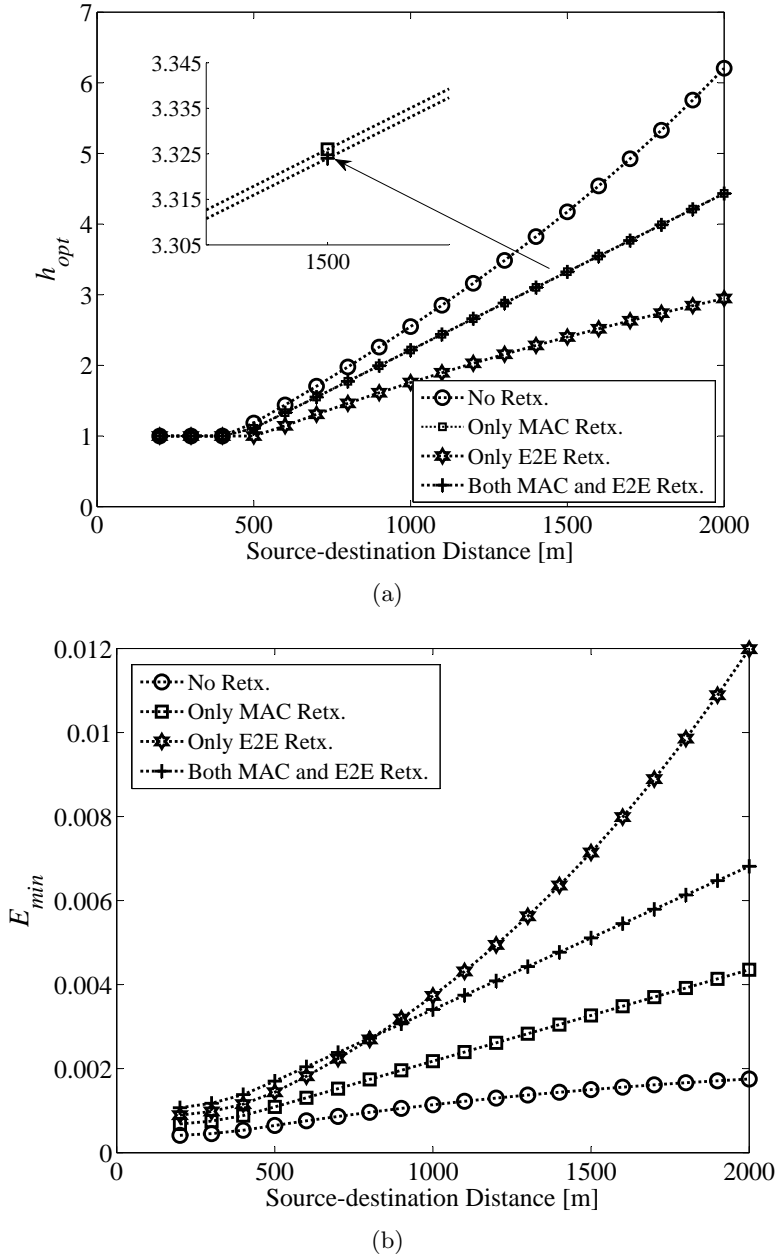 7
6
5
4
3
2
1
0
h_opt
3.345
3.335
3.325
3.315
3.305
1500
No Retx.
Only MAC Retx.
Only E2E Retx.
Both MAC and E2E Retx.
0 500 1000 1500 2000
Source-destination Distance [m]
(a)
0.012
0.01
0.008
0.006
0.004
0.002
0
E_min
No Retx.
Only MAC Retx.
Only E2E Retx.
Both MAC and E2E Retx.
0 500 1000 1500 2000
Source-destination Distance [m]
(b)